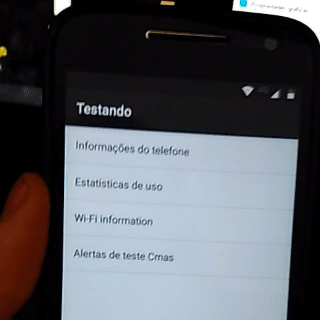 Testando
Informações do telefone
Estatísticas de uso
Wi-Fi information
Alertas de teste Cmas